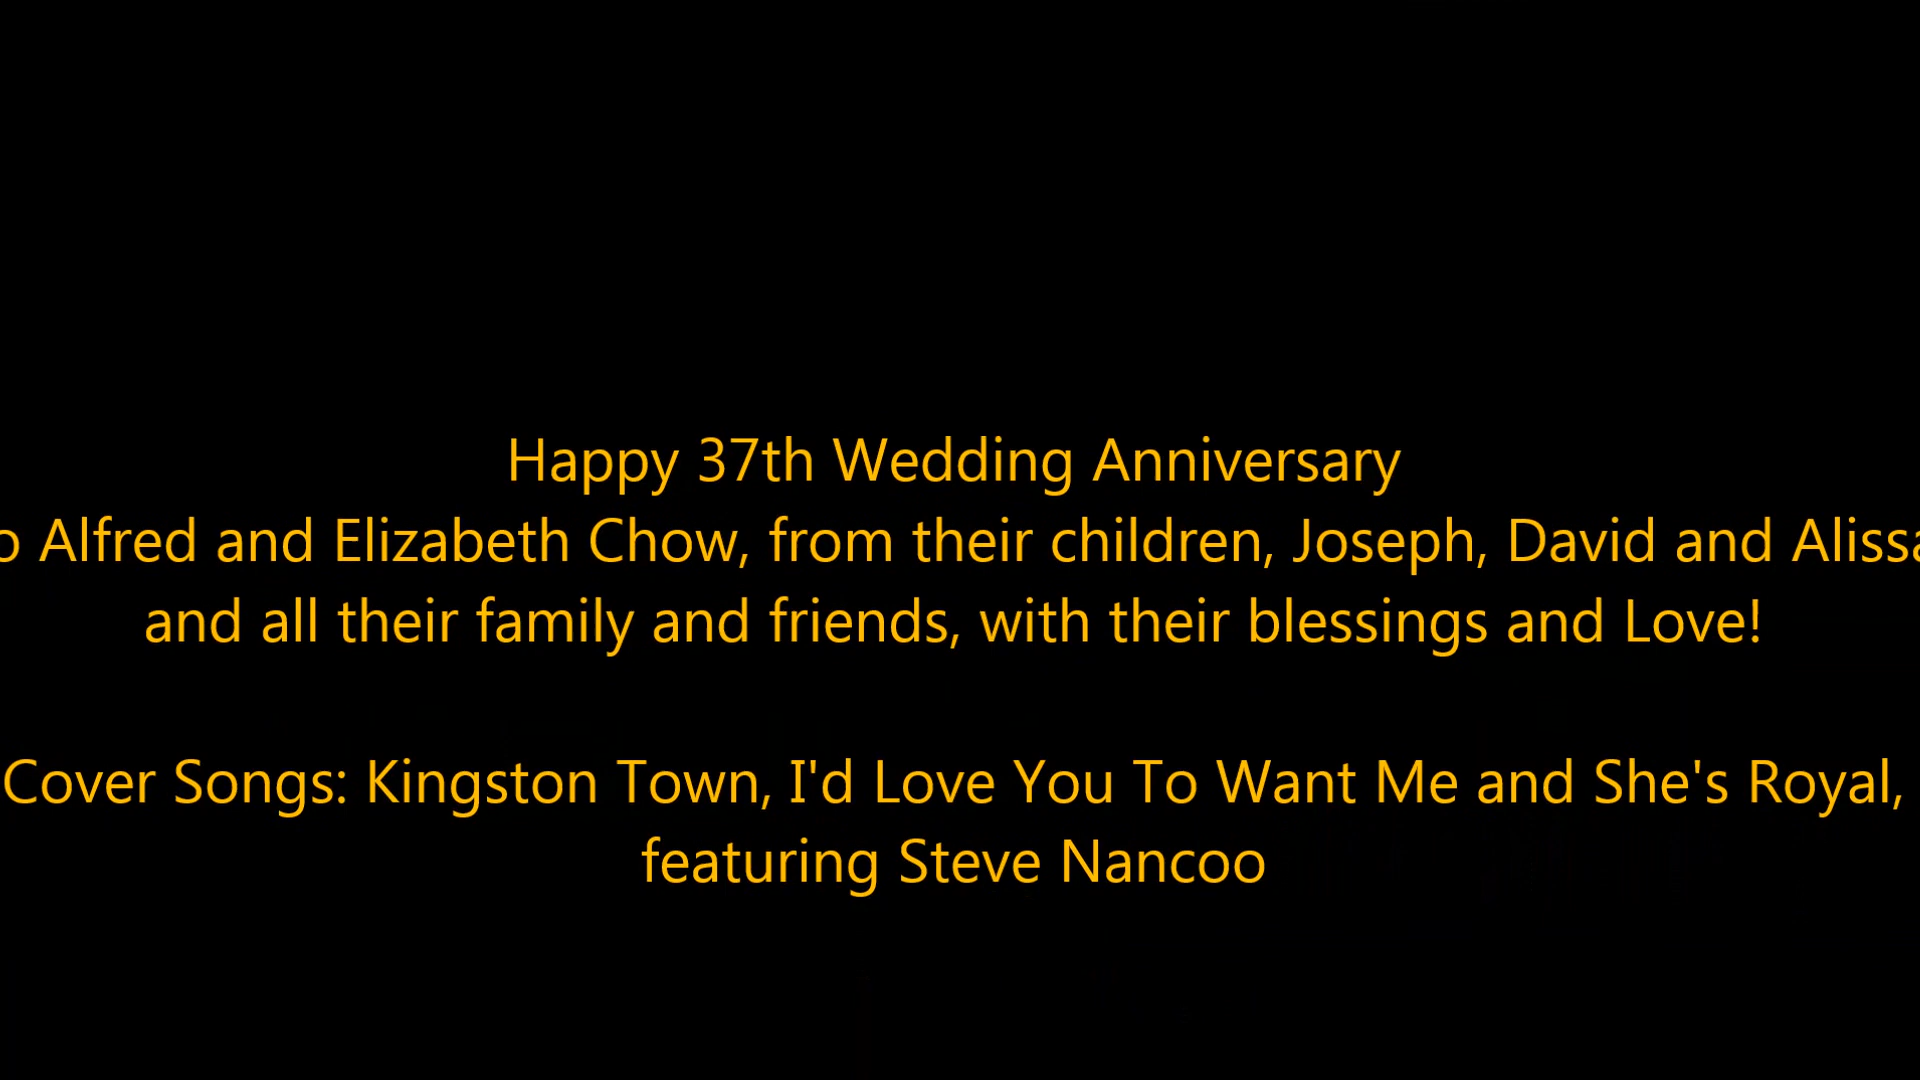 Happy 37th Wedding Anniversary
o Alfred and Elizabeth Chow, from their children, Joseph, David and Alissa
and all their family and friends, with their blessings and Love!
Cover Songs: Kingston Town, I'd Love You To Want Me and She's Royal,
featuring Steve Nancoo